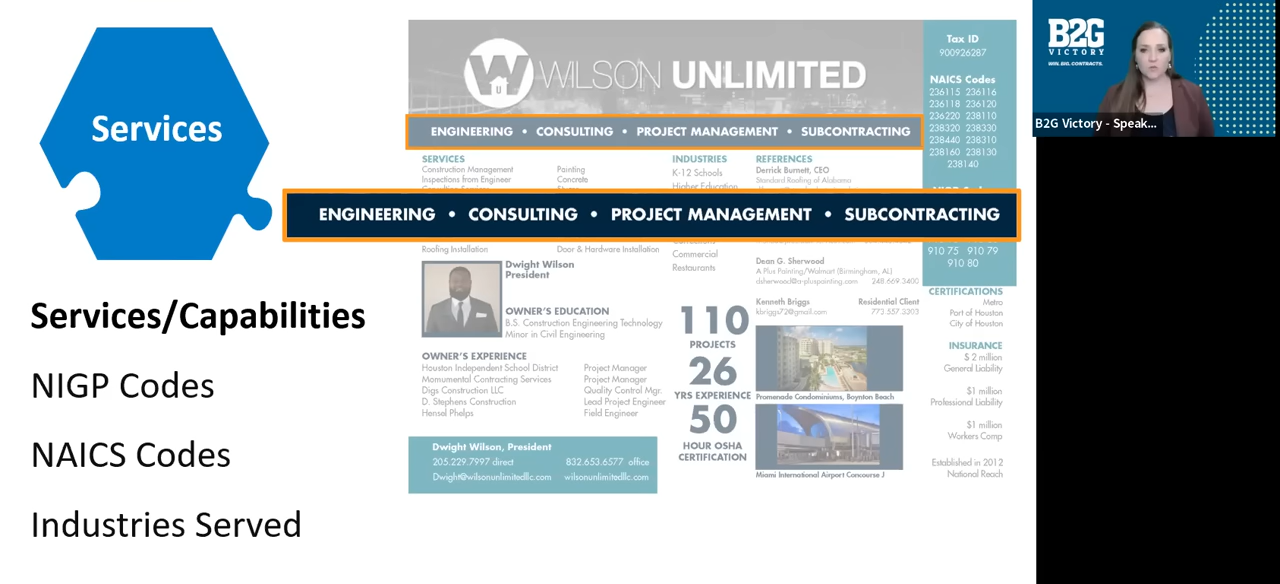 Services
Services/Capabilities
NIGP Codes
NAICS Codes
Industries Served
W
U
WILSON UNLIMITED
ENGINEERING • CONSULTING • PROJECT MANAGEMENT • SUBCONTRACTING
SERVICES
Construction Management
Inspections from Engineer
Painting
Concrete
INDUSTRIES
K-12 Schools
Higher Education
REFERENCES
Derrick Burnett, CEO
Standard Roofing of Alabama
ENGINEERING • CONSULTING • PROJECT MANAGEMENT • SUBCONTRACTING
Roofing Installation
Door & Hardware Installation
Commercial
Restaurants
Dean G. Sherwood
A Plus Painting/Walmart (Birmingham, AL)
dsherwood@a-pluspainting.com 248.669.3400
Kenneth Briggs Residential Client
kbriggs72@gmail.com 773.557.3303
Dwight Wilson
President
OWNER'S EDUCATION
B.S. Construction Engineering Technology
Minor in Civil Engineering
OWNER'S EXPERIENCE
Houston Independent School District Project Manager
Monumental Contracting Services Project Manager
Digs Construction LLC Quality Control Mgr.
D. Stephens Construction Lead Project Engineer
Hensel Phelps Field Engineer
110
PROJECTS
26
YRS EXPERIENCE
50
HOUR OSHA
CERTIFICATION
Promenade Condominiums, Boynton Beach
Miami International Airport Concourse J
Dwight Wilson, President
205.229.7997 direct 832.653.6577 office
Dwight@wilsonunlimitedllc.com wilsonunlimitedllc.com
Tax ID
900926287
NAICS Codes
236115 236116
236118 236120
236220 238110
238320 238330
238440 238310
238160 238130
238140
910 75 910 79
910 80
CERTIFICATIONS
Metro
Port of Houston
City of Houston
INSURANCE
$ 2 million
General Liability
$1 million
Professional Liability
$1 million
Workers Comp
Established in 2012
National Reach
B2G
VICTORY
WIN. BIG. CONTRACTS.
B2G Victory - Speak...